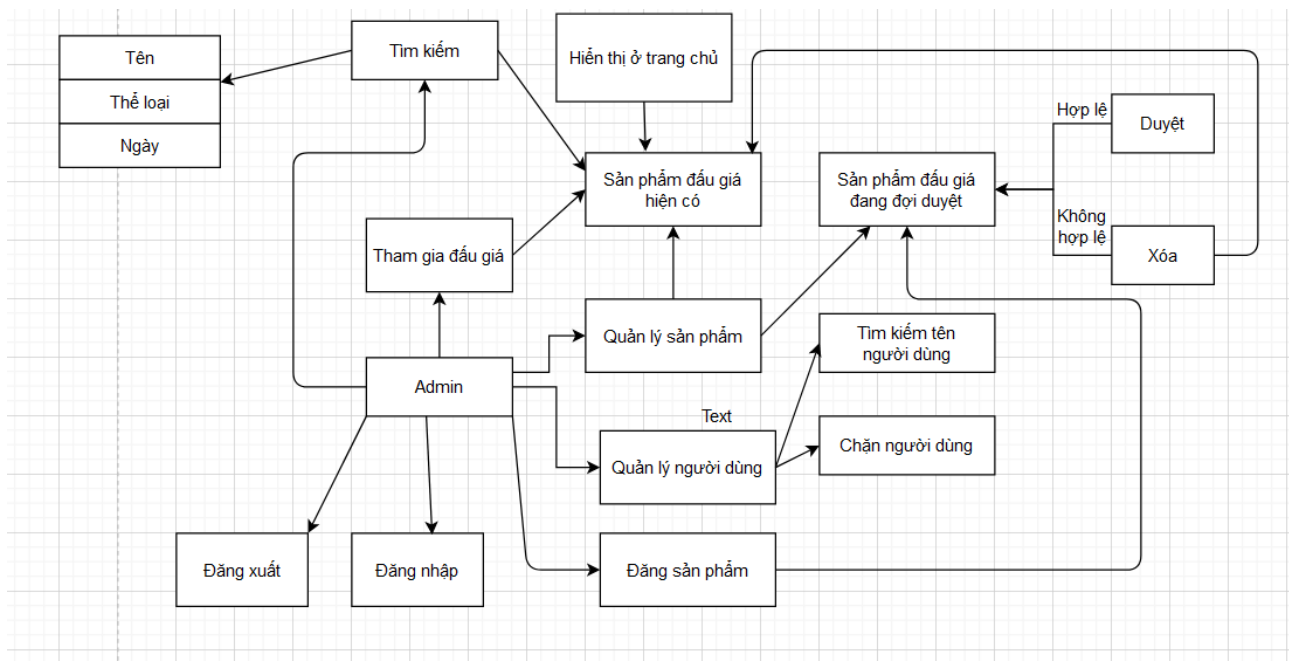 Tên
Thể loại
Ngày
Tìm kiếm
Hiển thị ở trang chủ
Hợp lệ
Duyệt
Sản phẩm đấu giá
hiện có
Sản phẩm đấu giá
đang đợi duyệt
Không
hợp lệ
Xóa
Tham gia đấu giá
Quản lý sản phẩm
Tìm kiếm tên
người dùng
Admin
Text
Quản lý người dùng
Chặn người dùng
Đăng xuất
Đăng nhập
Đăng sản phẩm